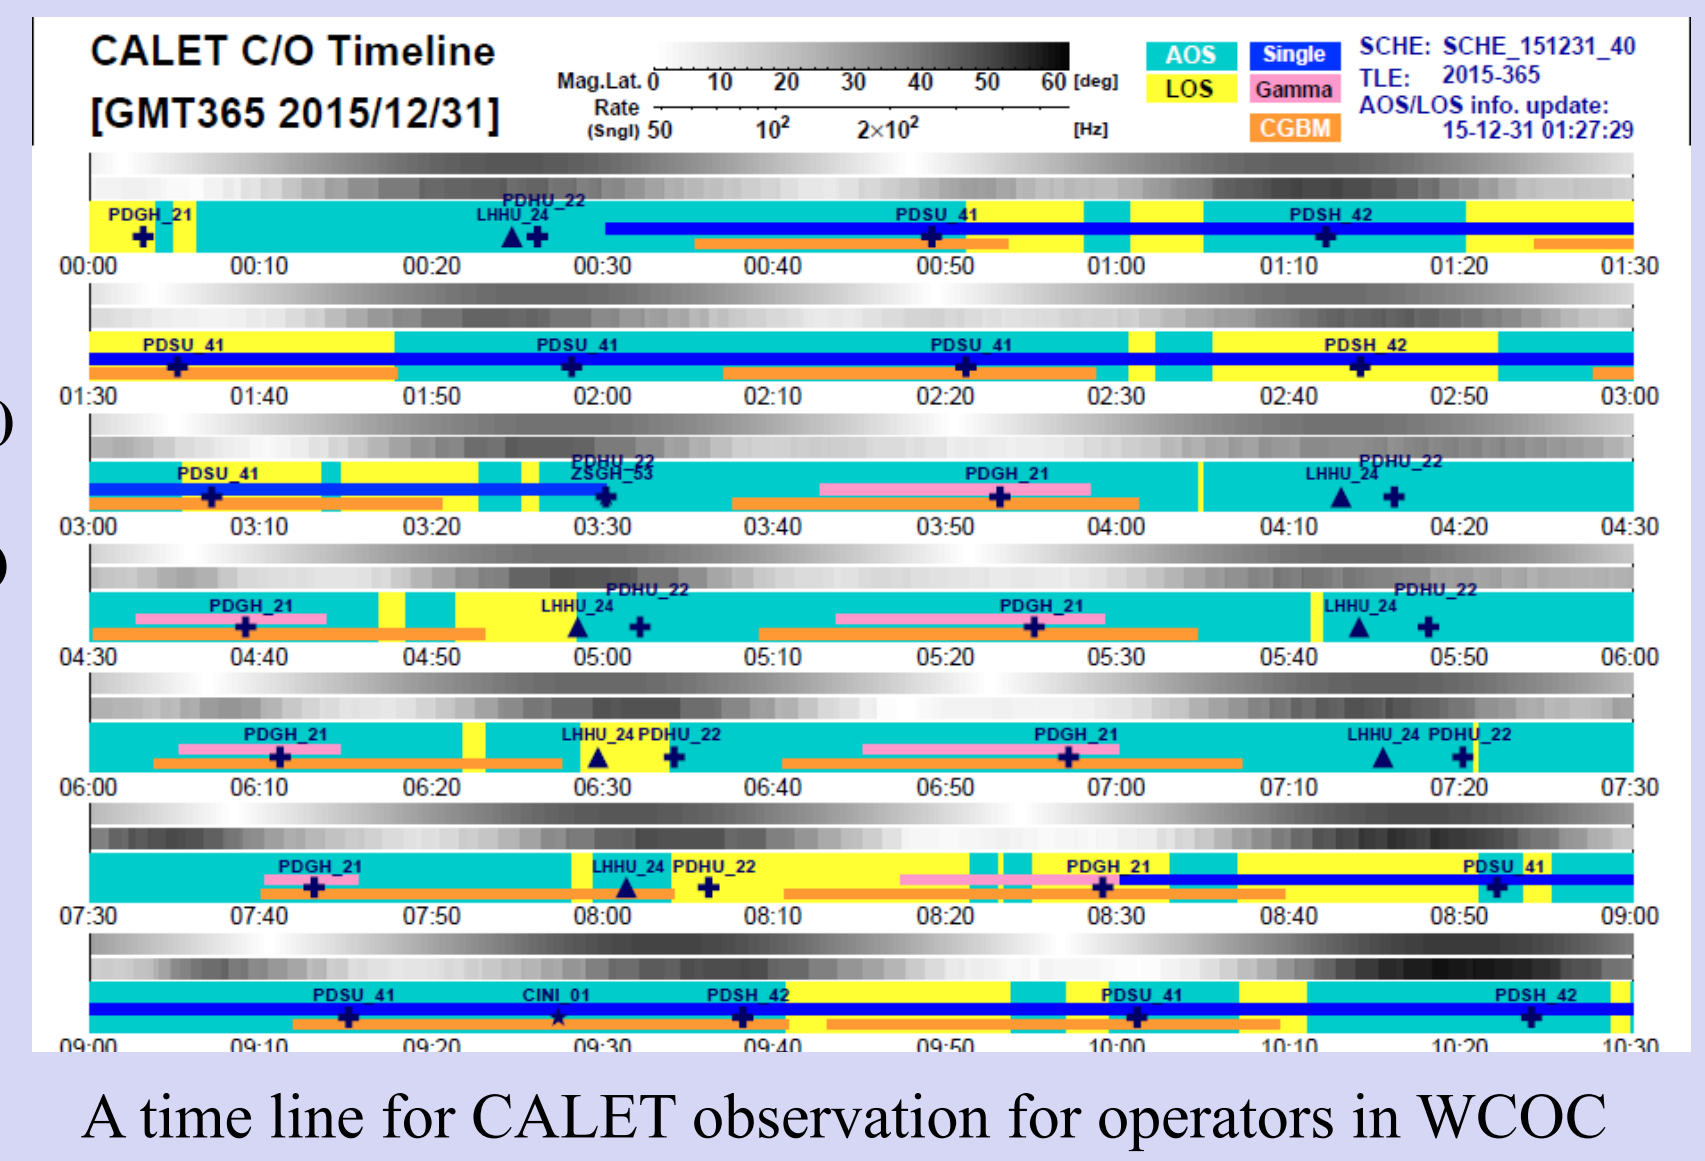 CALET C/O Timeline
[GMT365 2015/12/31]
Mag.Lat. 0 10 20 30 40 50 60 [deg]
Rate
(Sngl) 50 10² 2×10² [Hz]
AOS Single
LOS Gamma
CGBM
SCHE: SCHE_151231_40
TLE: 2015-365
AOS/LOS info. update:
15-12-31 01:27:29
PDHU_22
PDGH_21 LHHU_24 PDSU_41 PDSH_42
00:00 00:10 00:20 00:30 00:40 00:50 01:00 01:10 01:20 01:30
PDSU_41 PDSU_41 PDSU_41 PDSH_42
01:30 01:40 01:50 02:00 02:10 02:20 02:30 02:40 02:50 03:00
PDHU_22 PDHU_22
PDSU_41 ZSGH_53 PDGH_21 LHHU_24
03:00 03:10 03:20 03:30 03:40 03:50 04:00 04:10 04:20 04:30
PDHU_22 PDHU_22
PDGH_21 LHHU_24 PDGH_21 LHHU_24
04:30 04:40 04:50 05:00 05:10 05:20 05:30 05:40 05:50 06:00
PDGH_21 LHHU_24 PDHU_22 PDGH_21 LHHU_24 PDHU_22
06:00 06:10 06:20 06:30 06:40 06:50 07:00 07:10 07:20 07:30
PDGH_21 LHHU_24 PDHU_22 PDGH_21 PDSU_41
07:30 07:40 07:50 08:00 08:10 08:20 08:30 08:40 08:50 09:00
PDSU_41 CINI_01 PDSH_42 PDSU_41 PDSH_42
09:00 09:10 09:20 09:30 09:40 09:50 10:00 10:10 10:20 10:30
A time line for CALET observation for operators in WCOC